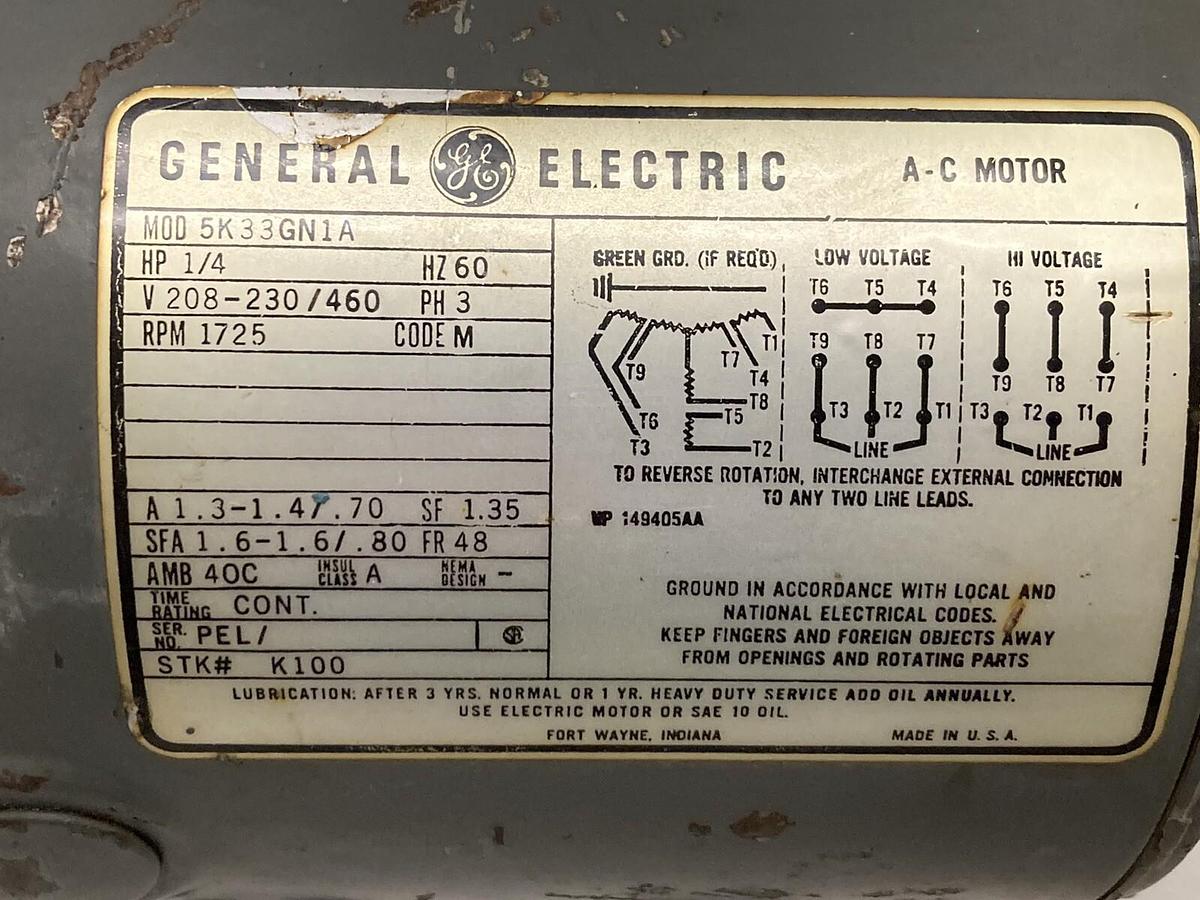 GENERAL GE ELECTRIC A-C MOTOR
MOD 5K33GN1A
HP 1/4 HZ 60
V 208-230/460 PH 3
RPM 1725 CODE M
A 1.3-1.4/.70 SF 1.35
SFA 1.6-1.6/.80 FR 48
AMB 40C INSUL CLASS A NEMA DESIGN -
TIME RATING CONT.
SER. NO. PEL/
STK# K100
GREEN GRD. (IF REQ'D)
T1
T9 T7
T4
T8
T6 T5
T3 T2
LOW VOLTAGE
T6 T5 T4
T9 T8 T7
T3 T2 T1
LINE
HI VOLTAGE
T6 T5 T4
T9 T8 T7
T3 T2 T1
LINE
TO REVERSE ROTATION, INTERCHANGE EXTERNAL CONNECTION
TO ANY TWO LINE LEADS.
WP 149405AA
GROUND IN ACCORDANCE WITH LOCAL AND
NATIONAL ELECTRICAL CODES.
KEEP FINGERS AND FOREIGN OBJECTS AWAY
FROM OPENINGS AND ROTATING PARTS
LUBRICATION: AFTER 3 YRS. NORMAL OR 1 YR. HEAVY DUTY SERVICE ADD OIL ANNUALLY.
USE ELECTRIC MOTOR OR SAE 10 OIL.
FORT WAYNE, INDIANA MADE IN U.S.A.